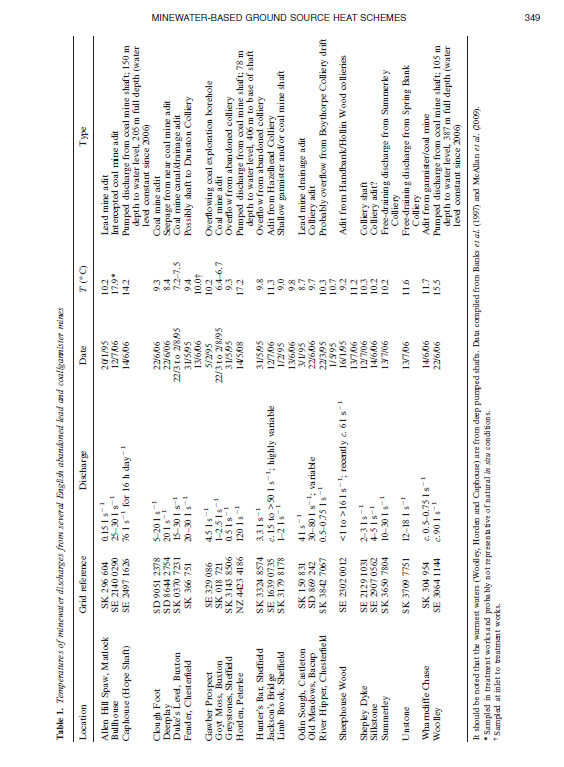 MINEWATER-BASED GROUND SOURCE HEAT SCHEMES 349
Table 1. Temperatures of minewater discharges from several English abandoned lead and coal/gannister mines
Location Grid reference Discharge Date T (°C) Type
Allen Hill Spaw, Matlock SK 296 604 0.15 l s⁻¹ 20/1/95 10.2 Lead mine adit
Bullhouse SE 2140 0290 25–30 l s⁻¹ 12/7/06 17.9* Intercepted coal mine adit
Caphouse (Hope Shaft) SE 2497 1626 76 l s⁻¹ for 16 h day⁻¹ 14/6/06 14.2 Pumped discharge from coal mine shaft; 150 m
depth to water level, 205 m full depth (water
level constant since 2006)
Clough Foot SD 9051 2378 5–20 l s⁻¹ 22/6/06 9.3 Coal mine adit
Deerplay SD 8644 2754 20 l s⁻¹ 22/6/06 8.4 Seepage from near coal mine adit
Duke's Level, Buxton SK 0370 7231 15–30 l s⁻¹ 22/3 to 2/8/95 7.2–7.5 Coal mine canal/drainage adit
Fender, Chesterfield SK 366 751 20–30 l s⁻¹ 31/5/95 9.4 Possibly shaft to Dunston Colliery
13/6/06 10.0†
Gawber Prospect SE 329 086 4.5 l s⁻¹ 5/2/95 10.2 Overflowing coal exploration borehole
Goyt Moss, Buxton SK 018 721 1–2.5 l s⁻¹ 22/3 to 2/8/95 6.4–6.7 Coal mine adit
Greystones, Sheffield SK 3143 8506 0.5 l s⁻¹ 31/5/95 9.3 Overflow from abandoned colliery
Horden, Peterlee NZ 4423 4186 120 l s⁻¹ 14/5/08 17.2 Pumped discharge from coal mine shaft; 78 m
depth to water level, 406 m to base of shaft
Hunter's Bar, Sheffield SK 3324 8574 3.3 l s⁻¹ 31/5/95 9.8 Overflow from abandoned colliery
Jackson's Bridge SE 1639 0735 c. 15 to >50 l s⁻¹; highly variable 12/7/06 11.3 Adit from Hazelhead Colliery
Limb Brook, Sheffield SK 3179 8178 1–2 l s⁻¹ 1/2/95 9.0 Shallow gannister and/or coal mine shaft
13/6/06 9.8
Odin Sough, Castleton SK 150 831 41 s⁻¹ 3/1/95 8.7 Lead mine drainage adit
Old Meadows, Bacup SD 869 242 30–80 l s⁻¹; variable 22/6/06 9.7 Colliery adit
River Hipper, Chesterfield SK 3842 7067 0.5–0.75 l s⁻¹ 22/3/95 10.3 Probably overflow from Boythorpe Colliery drift
1/5/95 10.7
Sheephouse Wood SE 2302 0012 <1 to >16 l s⁻¹; recently c. 61 s⁻¹ 16/1/95 9.2 Adit from Handbank/Hollin Wood collieries
13/7/06 11.2
Shepley Dyke SE 2129 1031 2–3 l s⁻¹ 12/7/06 10.3 Colliery shaft
Silkstone SE 2907 0562 4–5 l s⁻¹ 14/6/06 10.2 Colliery adit?
Summerley SK 3650 7804 10–30 l s⁻¹ 13/7/06 10.2 Free-draining discharge from Summerley
Colliery
Unstone SK 3709 7751 12–18 l s⁻¹ 13/7/06 11.6 Free-draining discharge from Spring Bank
Colliery
Wharncliffe Chase SK 304 954 c. 0.5–0.75 l s⁻¹ 14/6/06 11.7 Adit from gannister/coal mine
Woolley SE 3064 1144 c. 90 l s⁻¹ 22/6/06 15.5 Pumped discharge from coal mine shaft; 105 m
depth to water level, 387 m full depth (water
level constant since 2006)
It should be noted that the warmest waters (Woolley, Horden and Caphouse) are from deep pumped shafts. Data compiled from Banks et al. (1997) and McAllan et al. (2009).
* Sampled in treatment works and probably not representative of natural in situ conditions.
† Sampled at inlet to treatment works.